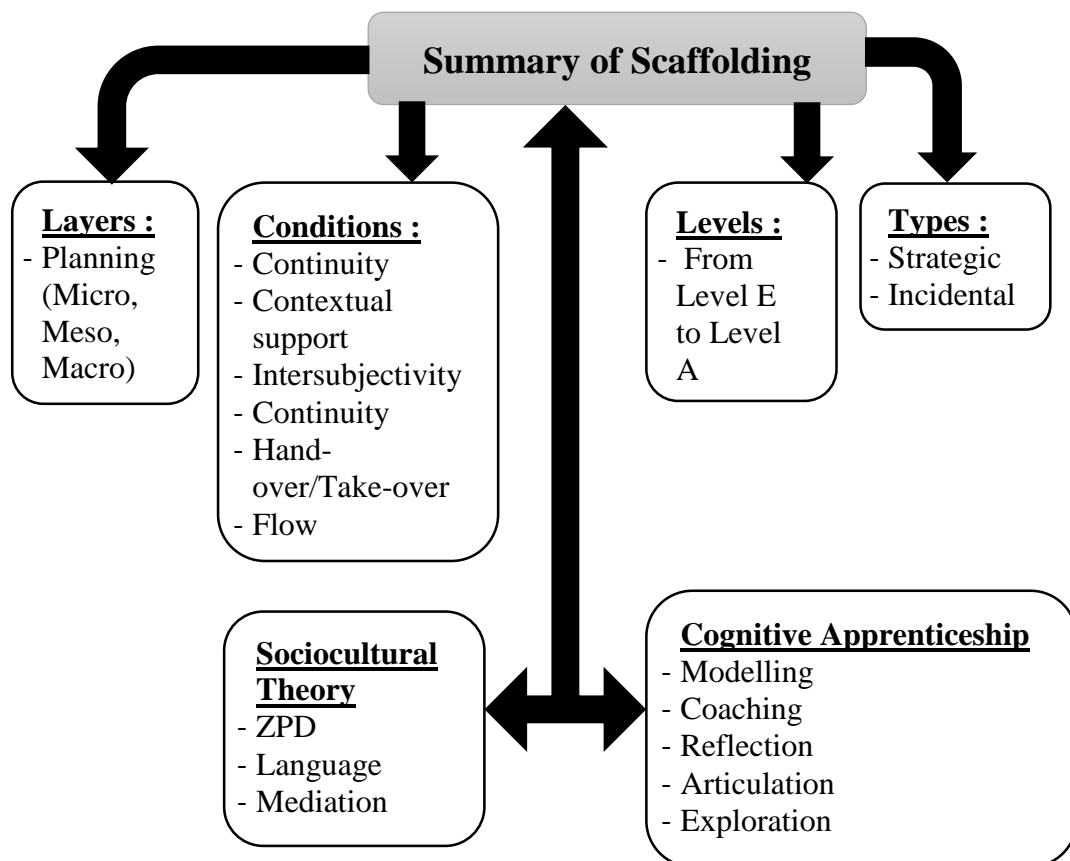 Summary of Scaffolding
Layers :
- Planning
(Micro,
Meso,
Macro)
Conditions :
- Continuity
- Contextual
support
- Intersubjectivity
- Continuity
- Hand-
over/Take-over
- Flow
Levels :
- From
Level E
to Level
A
Types :
- Strategic
- Incidental
Sociocultural
Theory
- ZPD
- Language
- Mediation
Cognitive Apprenticeship
- Modelling
- Coaching
- Reflection
- Articulation
- Exploration